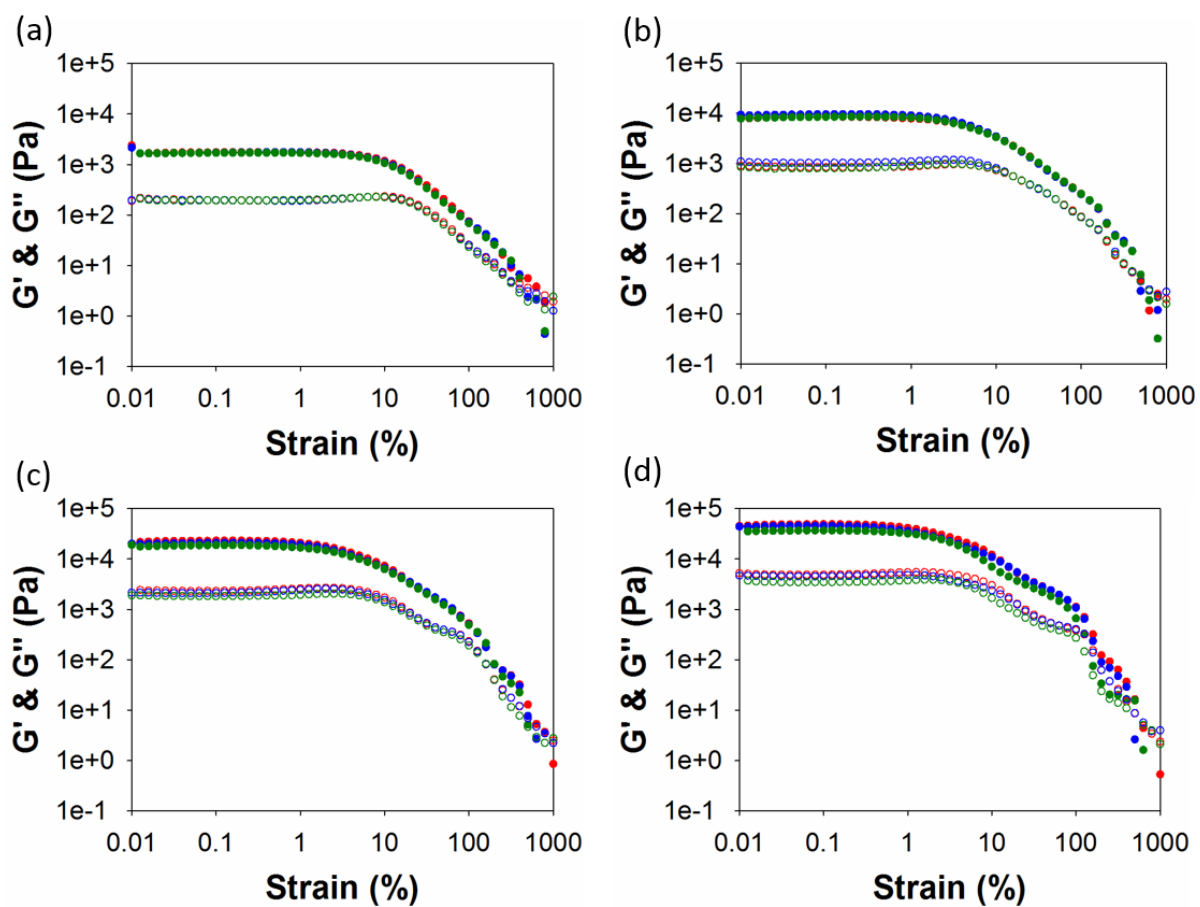 (a)
1e+5
1e+4
1e+3
1e+2
1e+1
1e+0
1e-1
G' & G" (Pa)
0.01 0.1 1 10 100 1000
Strain (%)
(b)
1e+5
1e+4
1e+3
1e+2
1e+1
1e+0
1e-1
G' & G" (Pa)
0.01 0.1 1 10 100 1000
Strain (%)
(c)
1e+5
1e+4
1e+3
1e+2
1e+1
1e+0
1e-1
G' & G" (Pa)
0.01 0.1 1 10 100 1000
Strain (%)
(d)
1e+5
1e+4
1e+3
1e+2
1e+1
1e+0
1e-1
G' & G" (Pa)
0.01 0.1 1 10 100 1000
Strain (%)